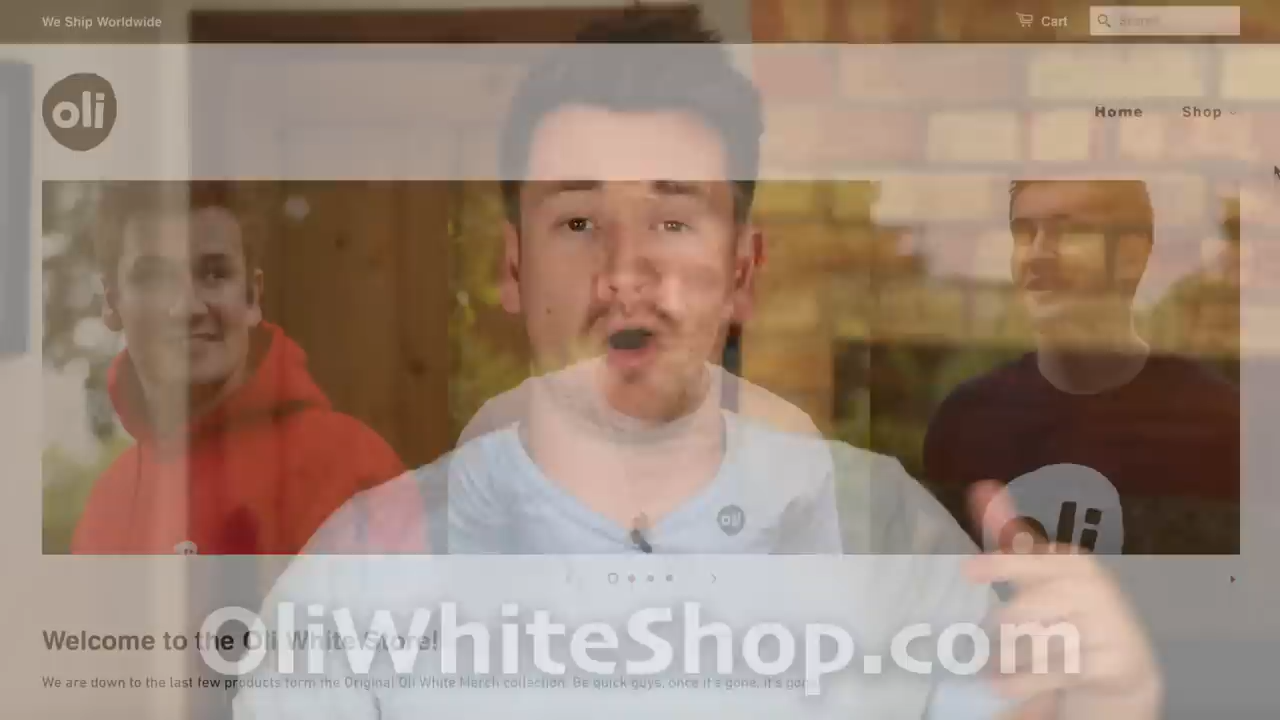 We Ship Worldwide
Cart
Search...
oli
Home
Shop
oli
oli
Welcome to the Oli White Store!
OliWhiteShop.com
We are down to the last few products form the Original Oli White Merch collection. Be quick guys, once it's gone, it's gone